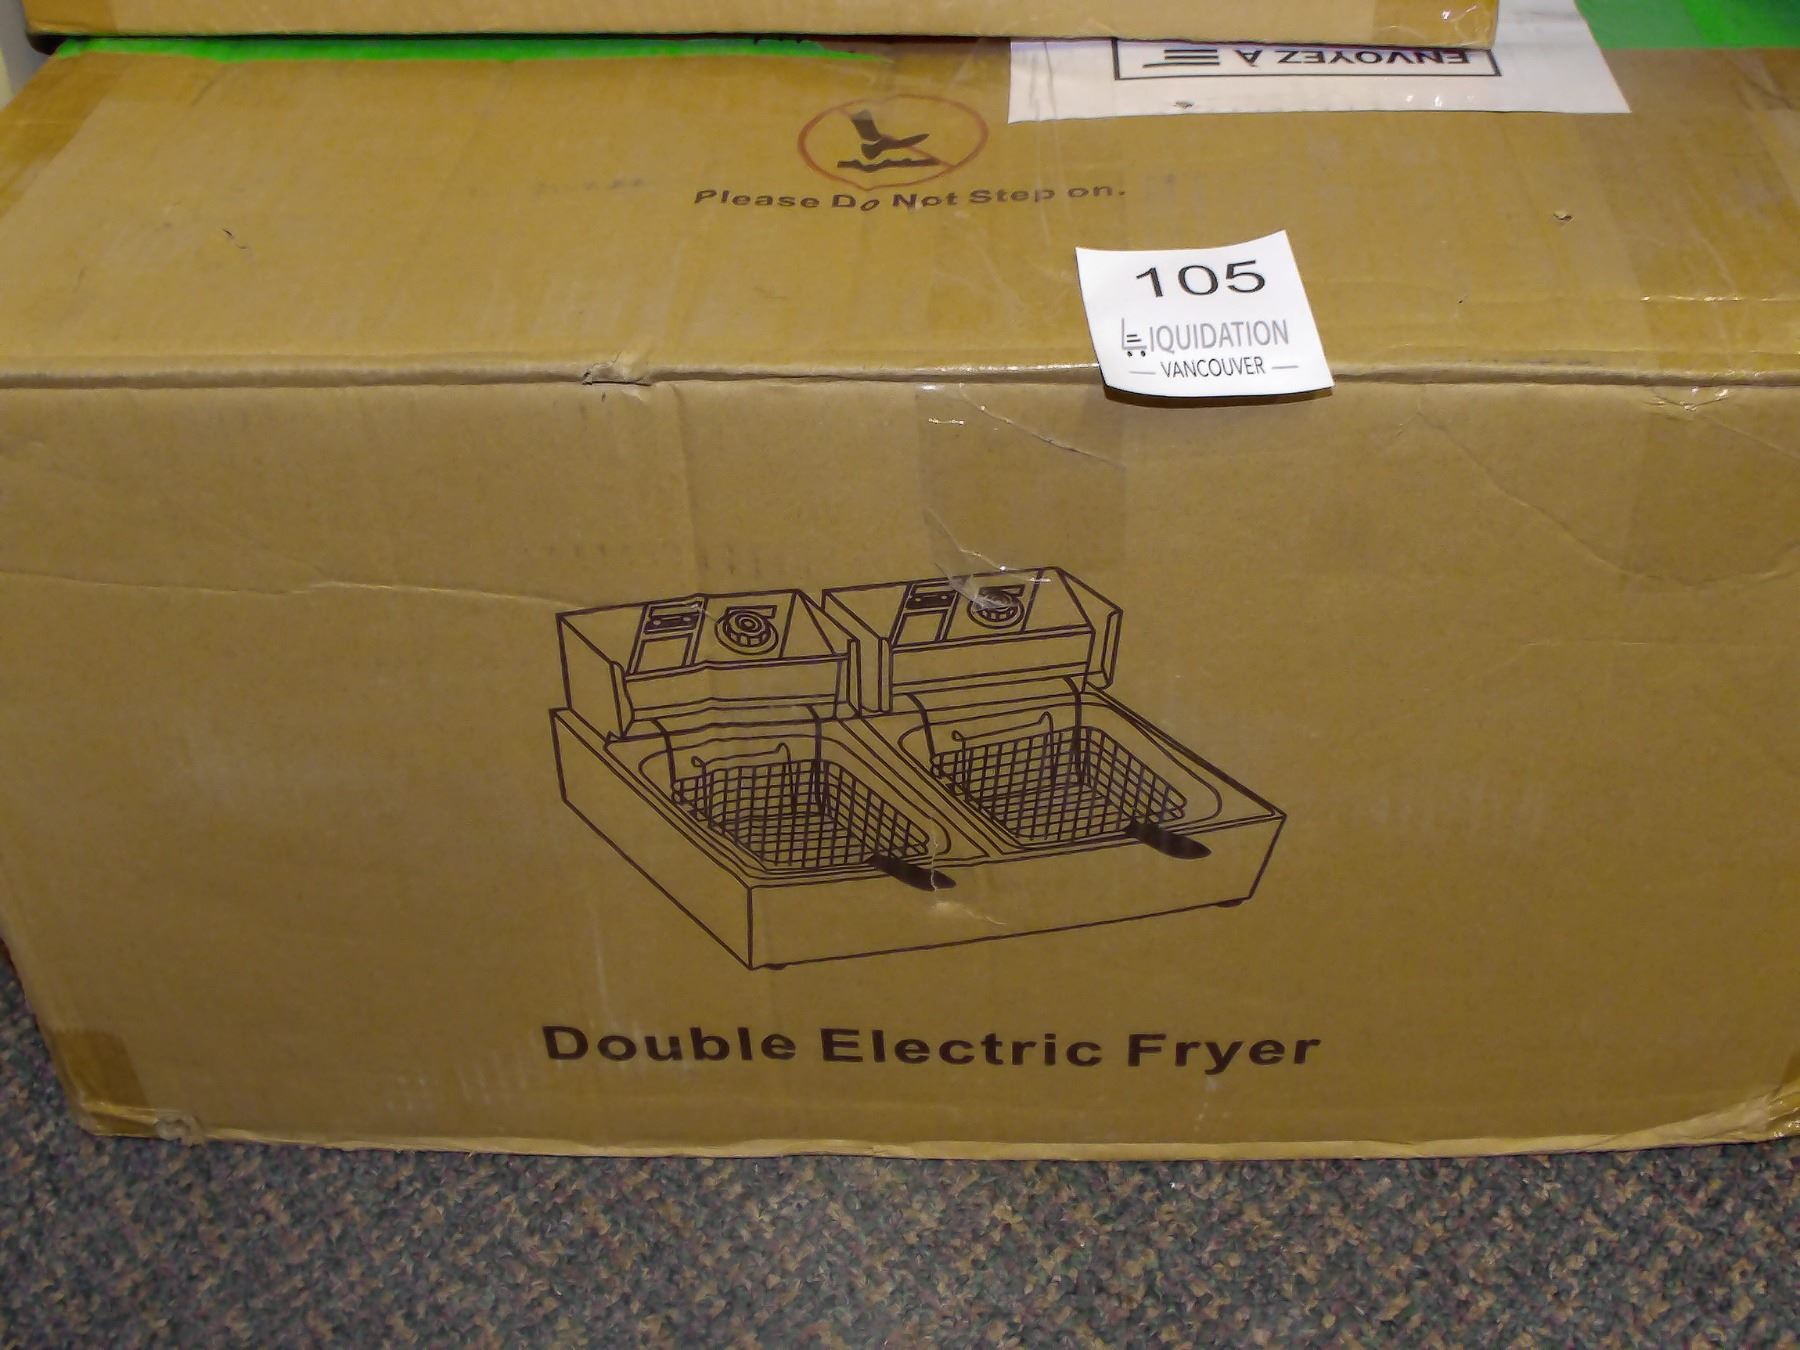 ENVOYEZ À
Please Do Not Step on.
105
LIQUIDATION
VANCOUVER
Double Electric Fryer